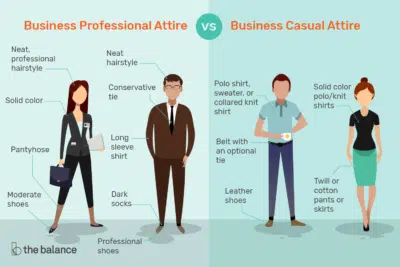 Business Professional Attire
VS
Business Casual Attire
Neat,
professional
hairstyle
Solid color
Pantyhose
Moderate
shoes
Neat
hairstyle
Conservative
tie
Long
sleeve
shirt
Dark
socks
Professional
shoes
Polo shirt,
sweater, or
collared knit
shirt
Belt with
an optional
tie
Leather
shoes
Solid color
polo/knit
shirts
Twill or
cotton
pants or
skirts
the balance